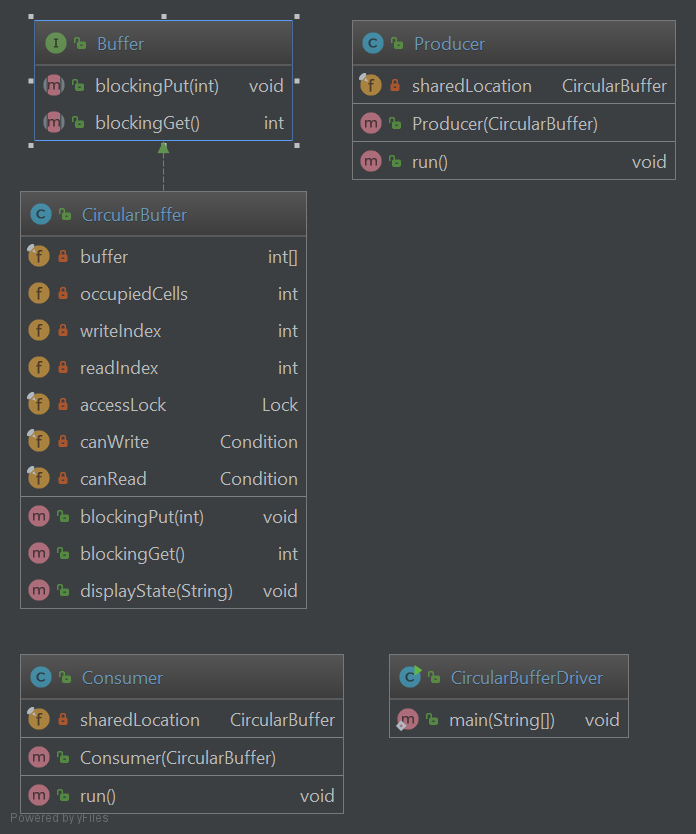 Buffer
blockingPut(int) void
blockingGet() int
Producer
sharedLocation CircularBuffer
Producer(CircularBuffer)
run() void
CircularBuffer
buffer int[]
occupiedCells int
writeIndex int
readIndex int
accessLock Lock
canWrite Condition
canRead Condition
blockingPut(int) void
blockingGet() int
displayState(String) void
Consumer
sharedLocation CircularBuffer
Consumer(CircularBuffer)
run() void
CircularBufferDriver
main(String[]) void
Powered by yFiles